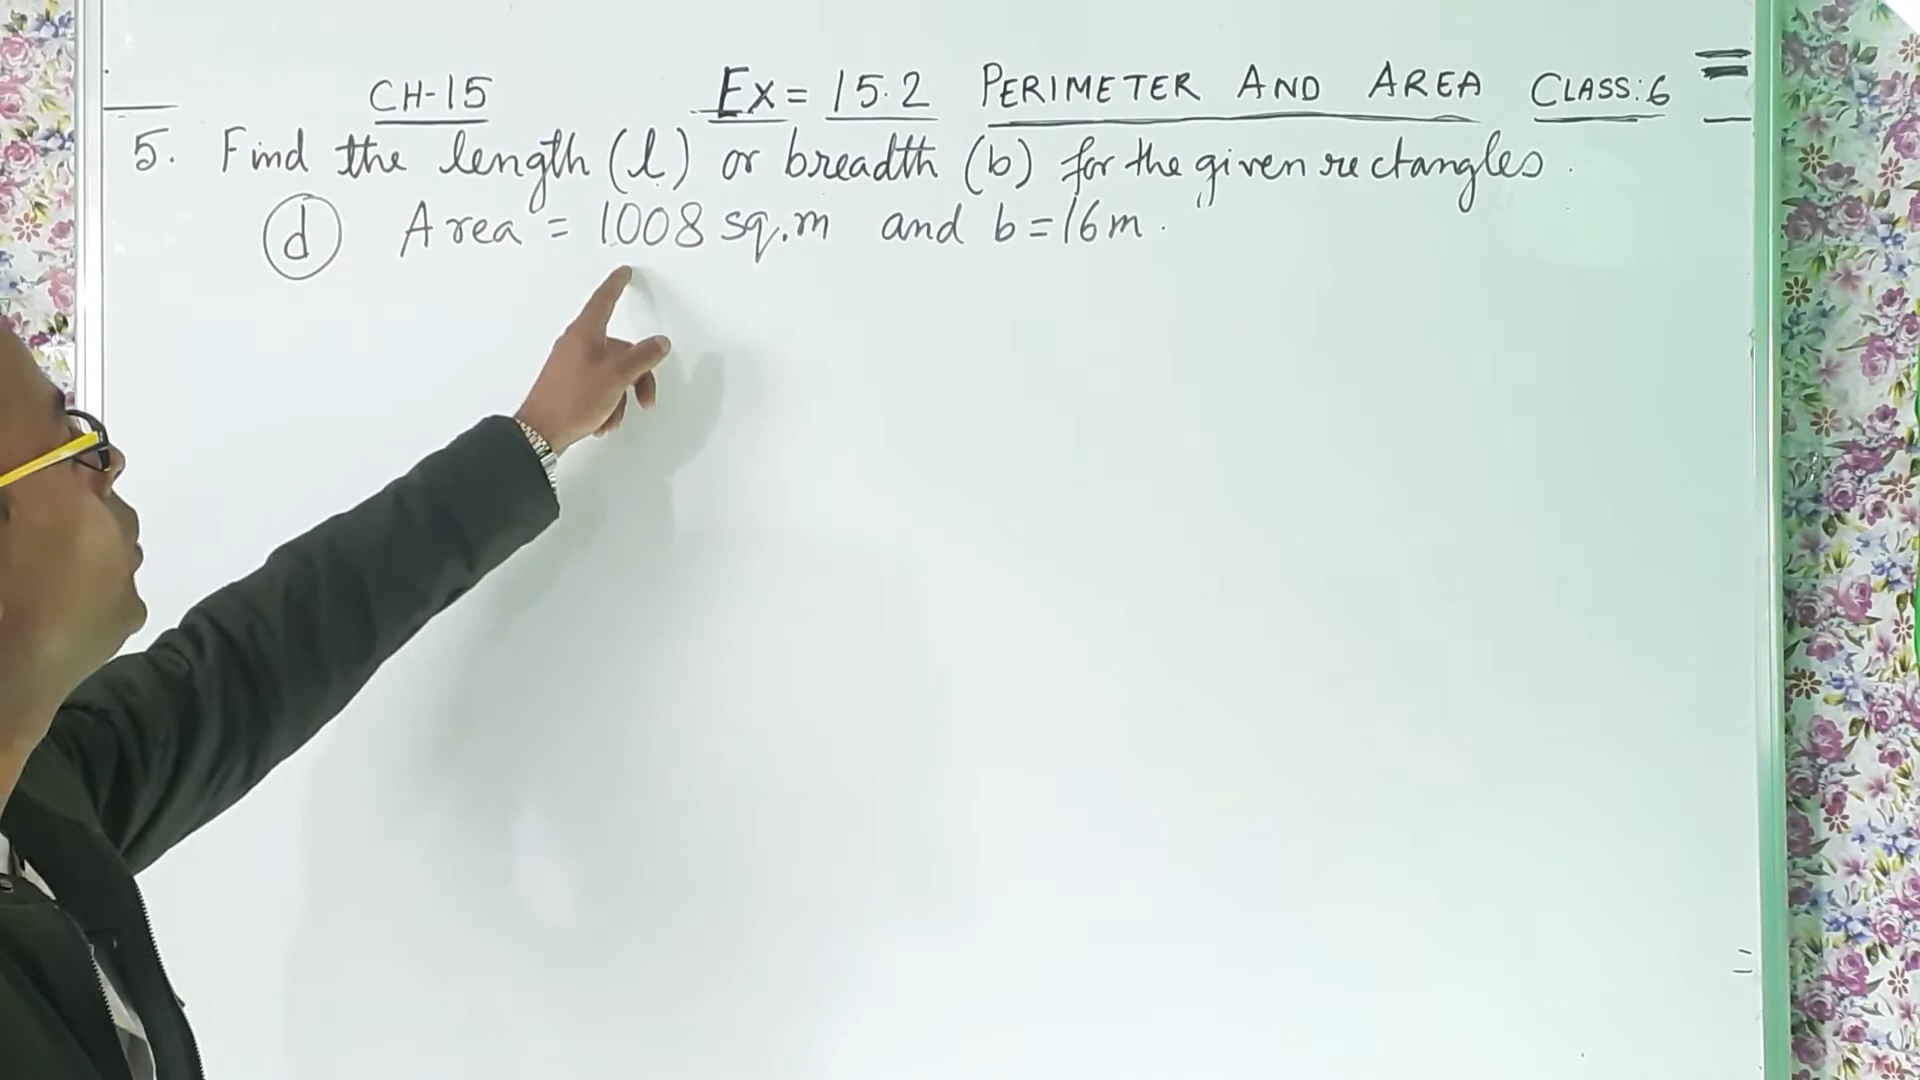 CH-15 Ex = 15.2 PERIMETER AND AREA CLASS:6
5. Find the length (l) or breadth (b) for the given rectangles.
(d) Area = 1008 sq.m and b = 16m.